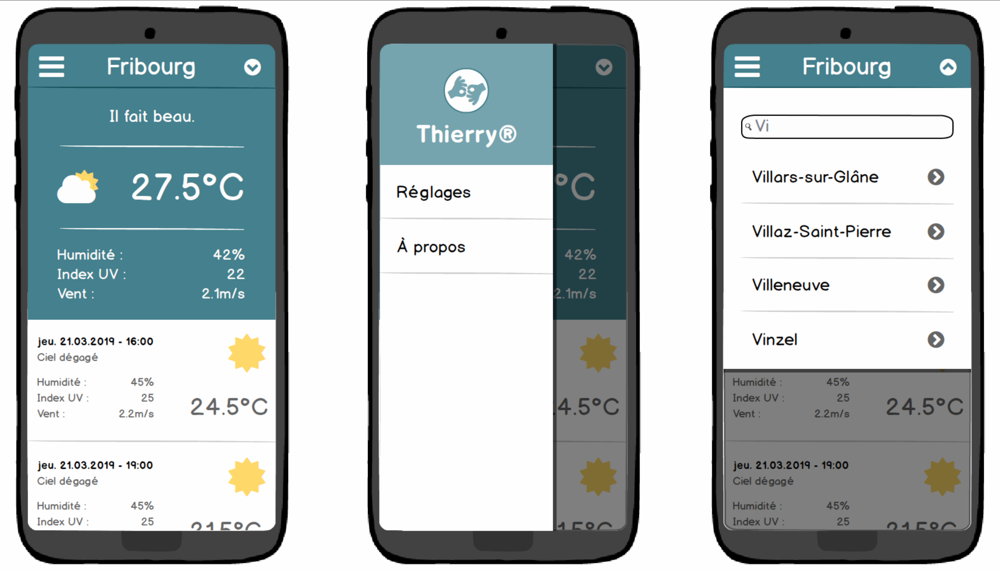 Fribourg
Il fait beau.
27.5°C
Humidité : 42%
Index UV : 22
Vent : 2.1m/s
jeu. 21.03.2019 - 16:00
Ciel dégagé
Humidité : 45%
Index UV : 25
Vent : 2.2m/s
24.5°C
jeu. 21.03.2019 - 19:00
Ciel dégagé
Humidité : 45%
Index UV : 25
Thierry®
Réglages
À propos
°C
42%
22
2.1m/s
4.5°C
Fribourg
Vi
Villars-sur-Glâne
Villaz-Saint-Pierre
Villeneuve
Vinzel
Humidité : 45%
Index UV : 25
Vent : 2.2m/s
24.5°C
jeu. 21.03.2019 - 19:00
Ciel dégagé
Humidité : 45%
Index UV : 25